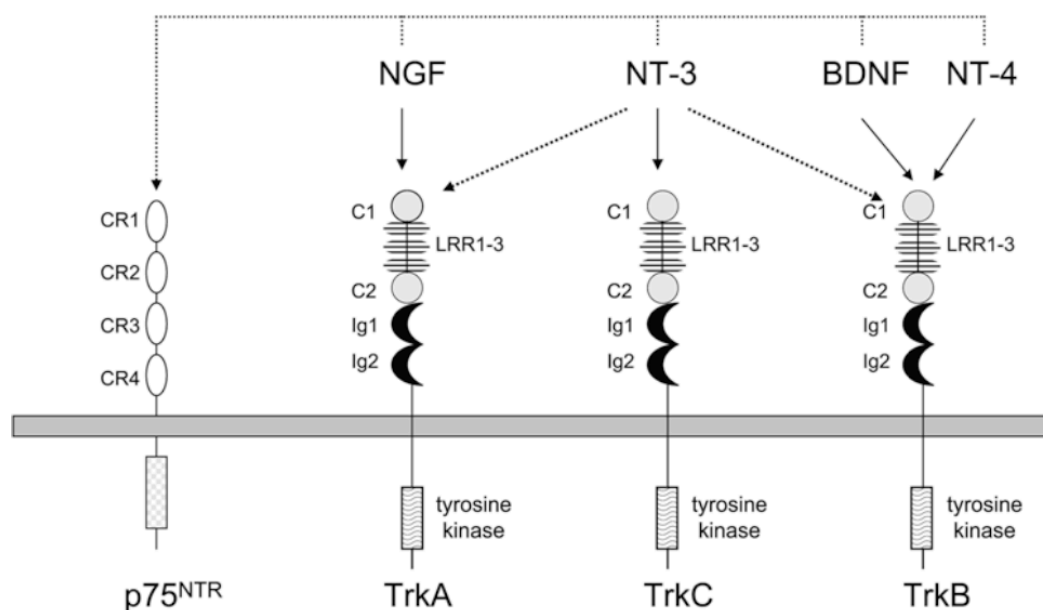 NGF NT-3 BDNF NT-4
C1 C1 C1
CR1
LRR1-3 LRR1-3 LRR1-3
CR2
C2 C2 C2
CR3 Ig1 Ig1 Ig1
Ig2 Ig2 Ig2
CR4
tyrosine tyrosine tyrosine
kinase kinase kinase
p75NTR TrkA TrkC TrkB